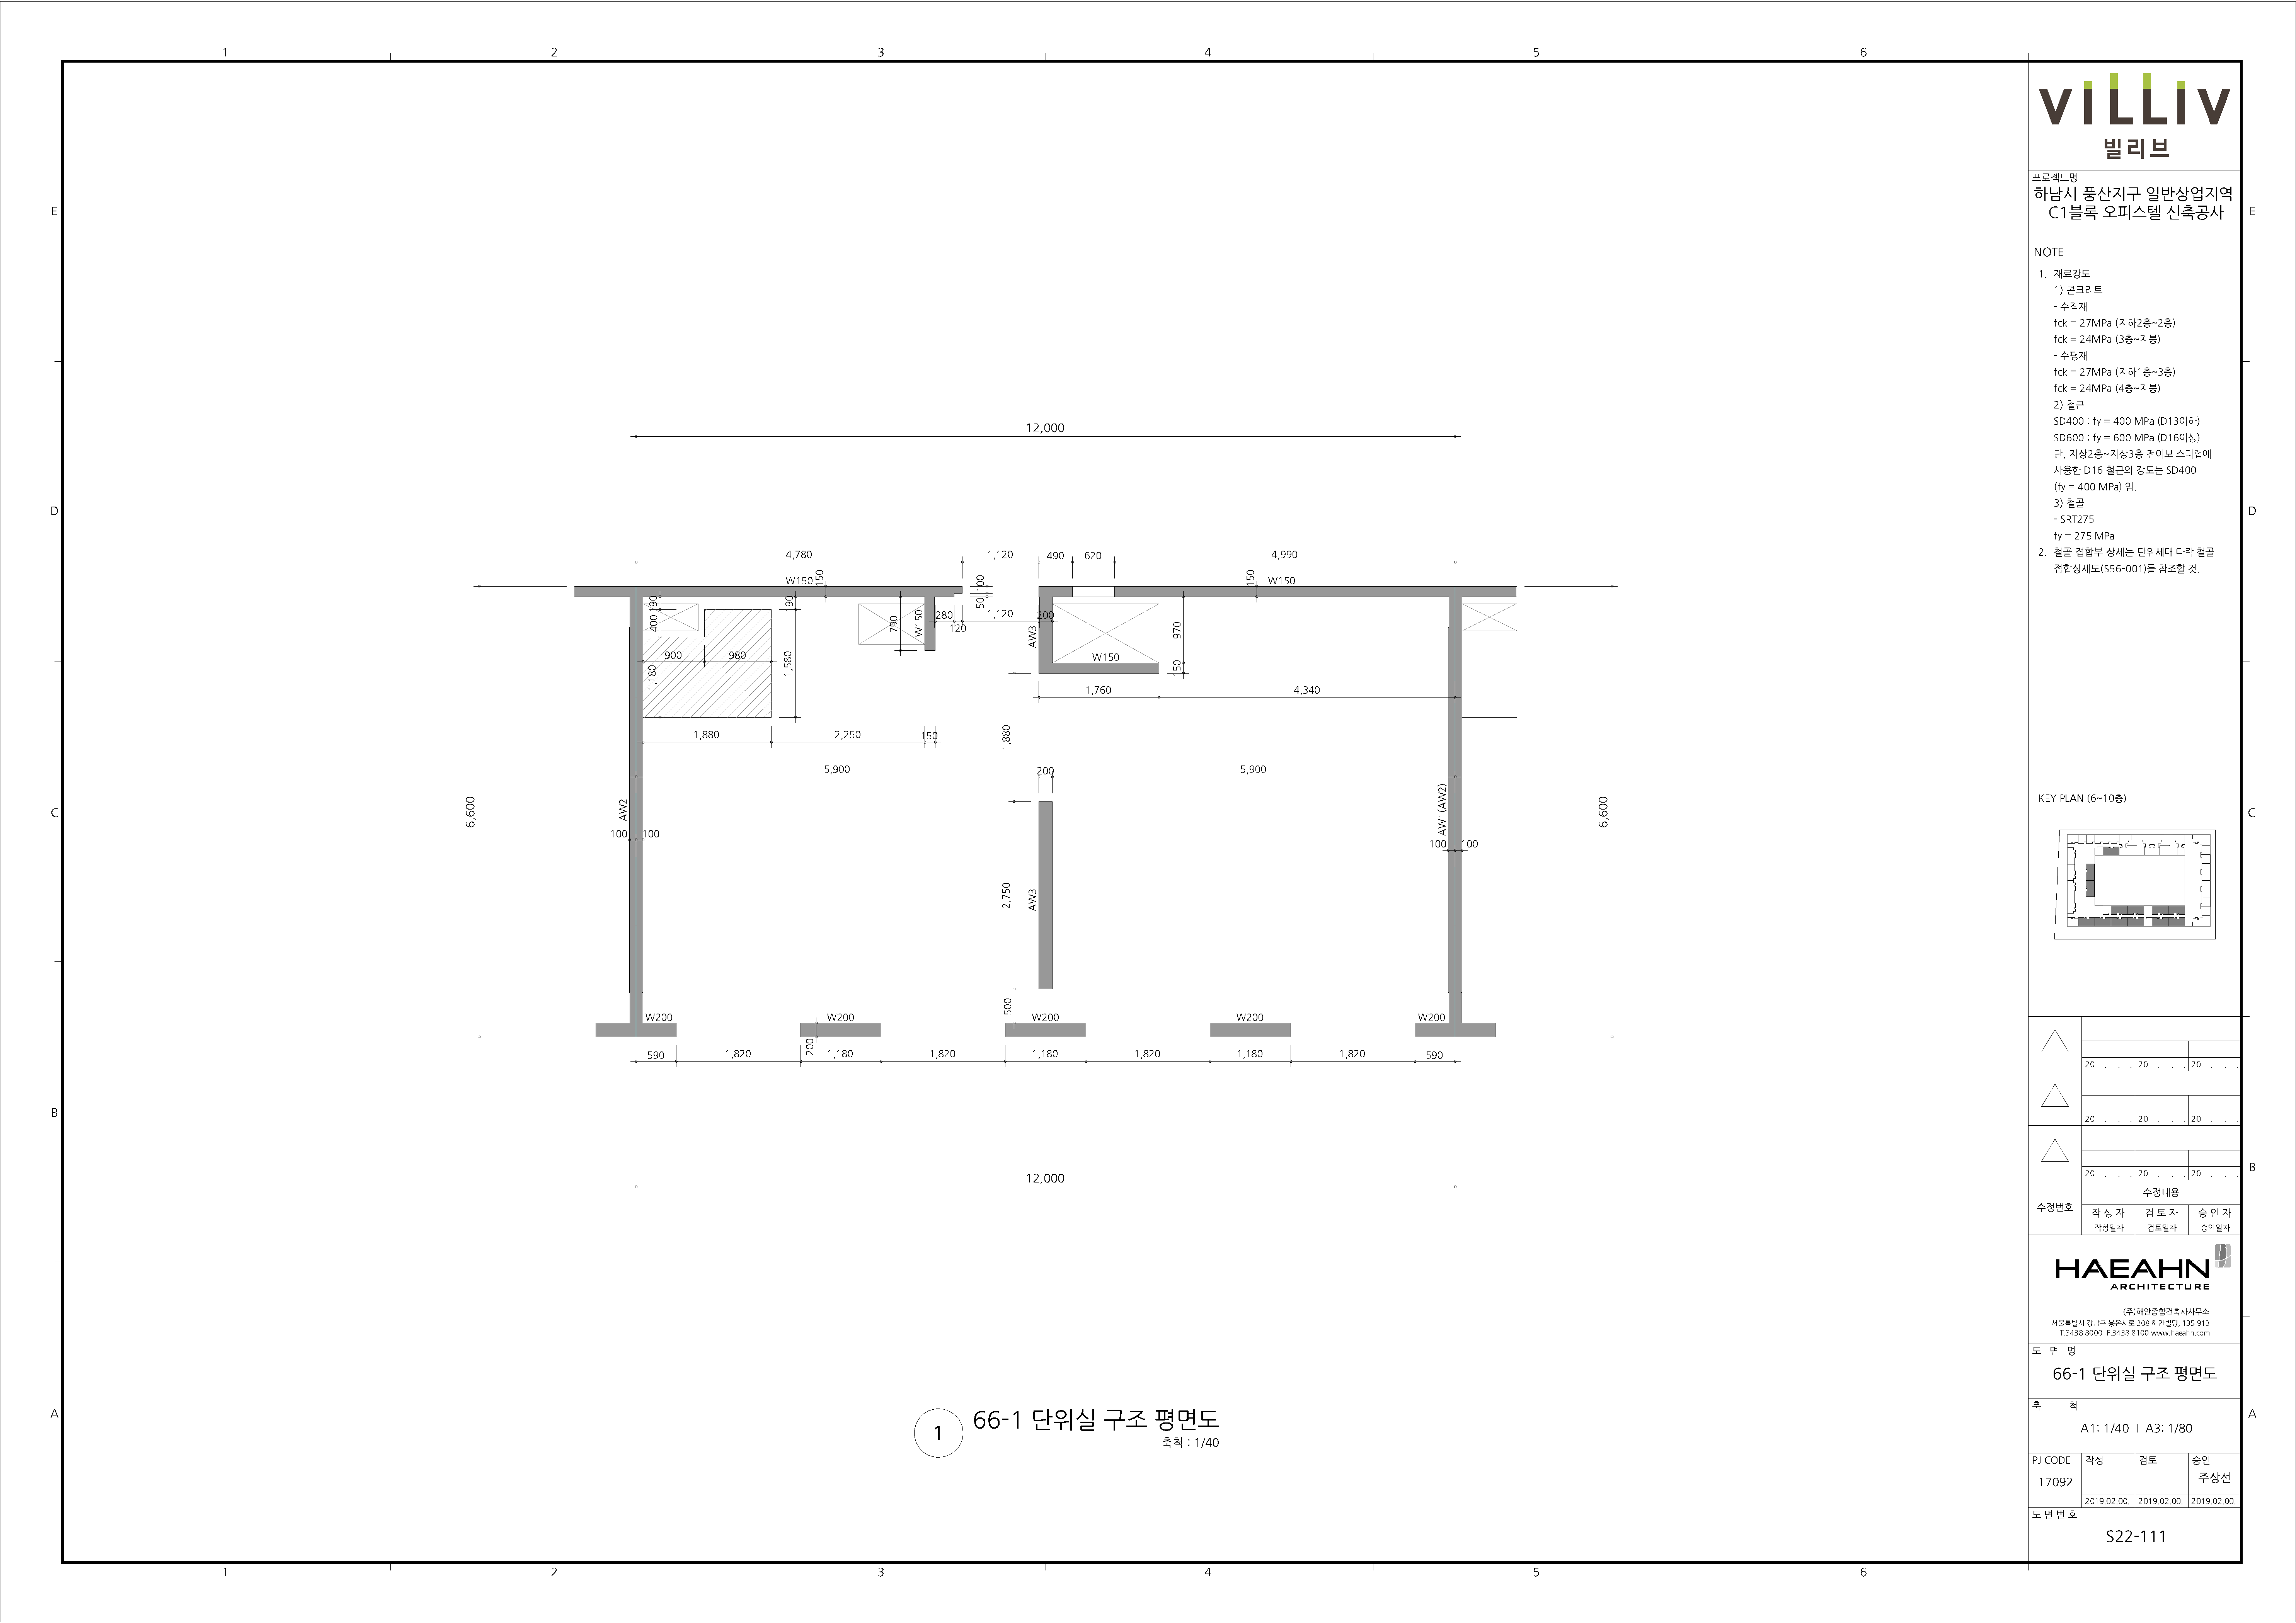 1 2 3 4 5 6
E
D
C
B
A
E
D
C
B
A
12,000
4,780 1,120 490 620 4,990
W150 150 100 150 W150
50
190 190
400 790 W150 280 120 1,120 200 AW3 970
900 980 1,580 W150 150
1,180
1,760 4,340
1,880 2,250 150 1,880
5,900 200 5,900
6,600 AW2 AW1(AW2) 6,600
100 100 100 100
2,750 AW3
500
W200 W200 W200 W200 W200
590 1,820 200 1,180 1,820 1,180 1,820 1,180 1,820 590
12,000
1 66-1 단위실 구조 평면도
축척 : 1/40
1 2 3 4 5 6
VILLIV
빌리브
프로젝트명
하남시 풍산지구 일반상업지역
C1블록 오피스텔 신축공사
NOTE
1. 재료강도
1) 콘크리트
- 수직재
fck = 27MPa (지하2층~2층)
fck = 24MPa (3층~지붕)
- 수평재
fck = 27MPa (지하1층~3층)
fck = 24MPa (4층~지붕)
2) 철근
SD400 : fy = 400 MPa (D13이하)
SD600 : fy = 600 MPa (D16이상)
단, 지상2층~지상3층 전이보 스터럽에
사용한 D16 철근의 강도는 SD400
(fy = 400 MPa) 임.
3) 철골
- SRT275
fy = 275 MPa
2. 철골 접합부 상세는 단위세대 다락 철골
접합상세도(S56-001)를 참조할 것.
KEY PLAN (6~10층)
20 . . . 20 . . . 20 . . .
20 . . . 20 . . . 20 . . .
20 . . . 20 . . . 20 . . .
수정번호 수정내용
작 성 자 검 토 자 승 인 자
작성일자 검토일자 승인일자
HAEAHN
ARCHITECTURE
(주)해안종합건축사사무소
서울특별시 강남구 봉은사로 208 해안빌딩, 135-913
T.3438 8000 F.3438 8100 www.haeahn.com
도 면 명
66-1 단위실 구조 평면도
축 척
A1: 1/40 I A3: 1/80
PJ CODE 작성 검토 승인
17092 주상선
2019.02.00. 2019.02.00. 2019.02.00.
도 면 번 호
S22-111